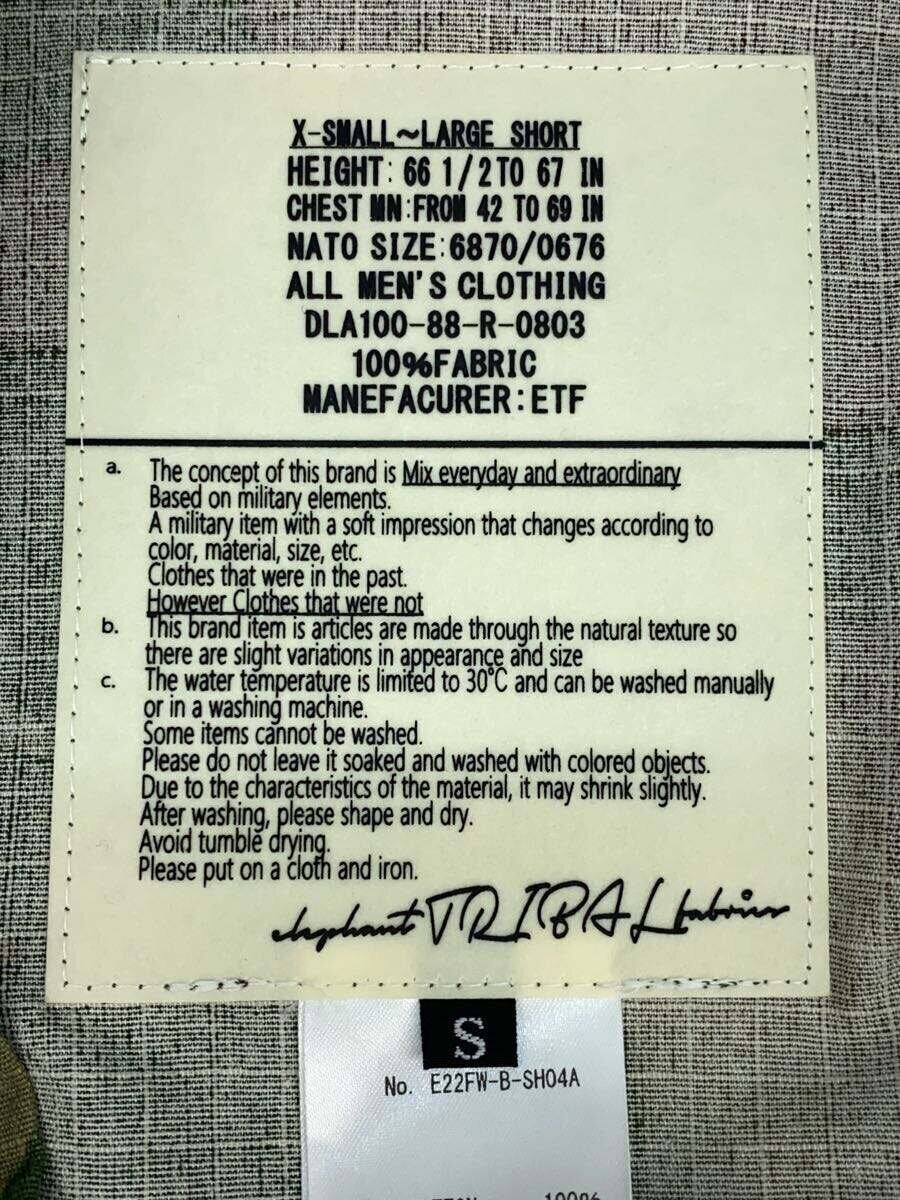 X-SMALL~LARGE SHORT
HEIGHT: 66 1/2 TO 67 IN
CHEST MN:FROM 42 TO 69 IN
NATO SIZE:6870/0676
ALL MEN'S CLOTHING
DLA100-88-R-0803
100%FABRIC
MANEFACURER:ETF
a. The concept of this brand is Mix everyday and extraordinary
Based on military elements.
A military item with a soft impression that changes according to
color, material, size, etc.
Clothes that were in the past.
However Clothes that were not
b. This brand item is articles are made through the natural texture so
there are slight variations in appearance and size
c. The water temperature is limited to 30°C and can be washed manually
or in a washing machine.
Some items cannot be washed.
Please do not leave it soaked and washed with colored objects.
Due to the characteristics of the material, it may shrink slightly.
After washing, please shape and dry.
Avoid tumble drying.
Please put on a cloth and iron.
elephant TRIBAL fabrics
S
No. E22FW-B-SH04A
100%